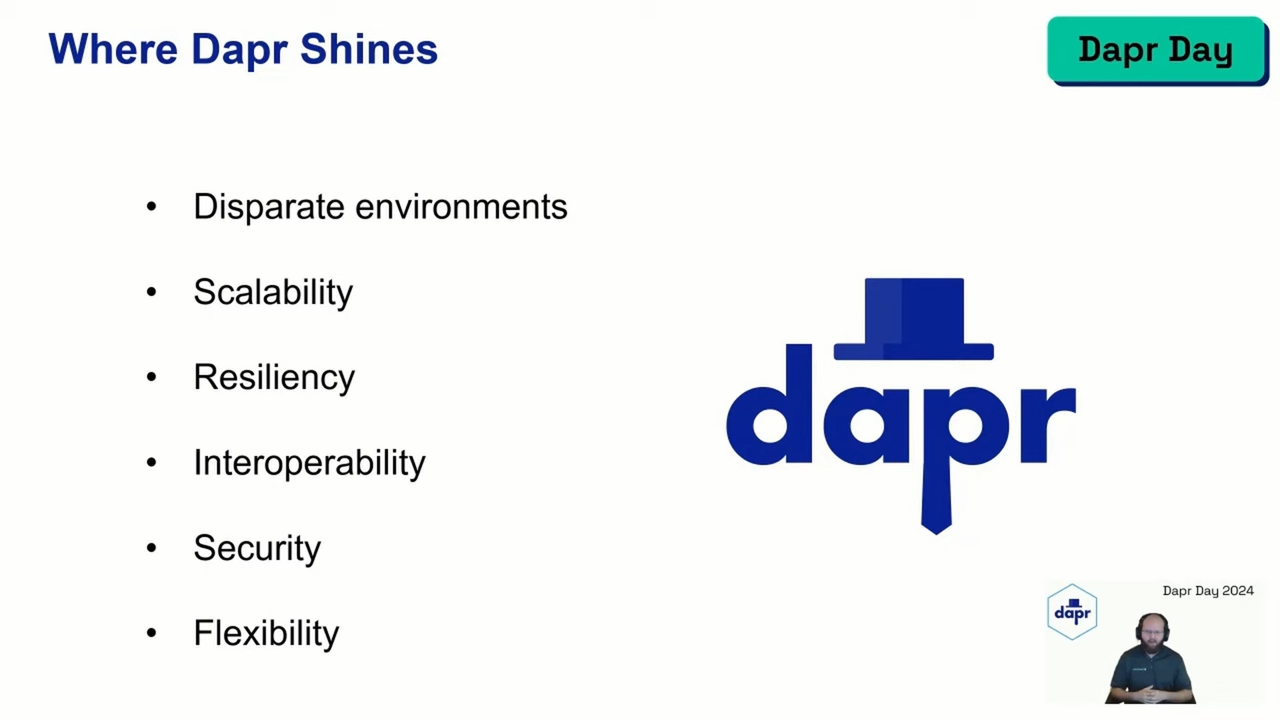 Where Dapr Shines
Dapr Day
• Disparate environments
• Scalability
• Resiliency
• Interoperability
• Security
• Flexibility
dapr
Dapr Day 2024
dapr